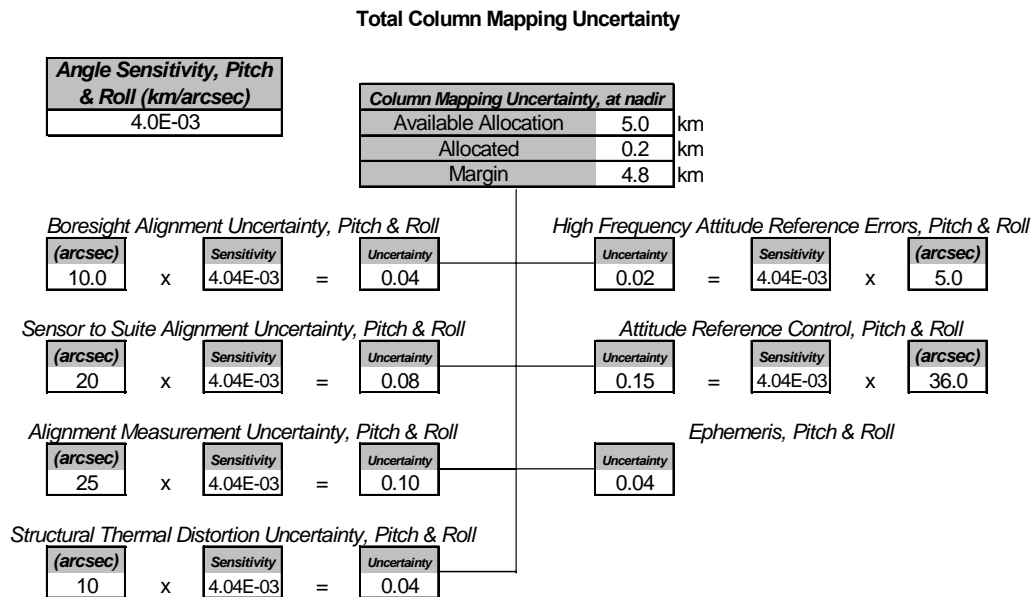 Total Column Mapping Uncertainty
Angle Sensitivity, Pitch
& Roll (km/arcsec)
4.0E-03
Column Mapping Uncertainty, at nadir
Available Allocation 5.0 km
Allocated 0.2 km
Margin 4.8 km
Boresight Alignment Uncertainty, Pitch & Roll
(arcsec) Sensitivity Uncertainty
10.0 x 4.04E-03 = 0.04
High Frequency Attitude Reference Errors, Pitch & Roll
Uncertainty Sensitivity (arcsec)
0.02 = 4.04E-03 x 5.0
Sensor to Suite Alignment Uncertainty, Pitch & Roll
(arcsec) Sensitivity Uncertainty
20 x 4.04E-03 = 0.08
Attitude Reference Control, Pitch & Roll
Uncertainty Sensitivity (arcsec)
0.15 = 4.04E-03 x 36.0
Alignment Measurement Uncertainty, Pitch & Roll
(arcsec) Sensitivity Uncertainty
25 x 4.04E-03 = 0.10
Ephemeris, Pitch & Roll
Uncertainty
0.04
Structural Thermal Distortion Uncertainty, Pitch & Roll
(arcsec) Sensitivity Uncertainty
10 x 4.04E-03 = 0.04